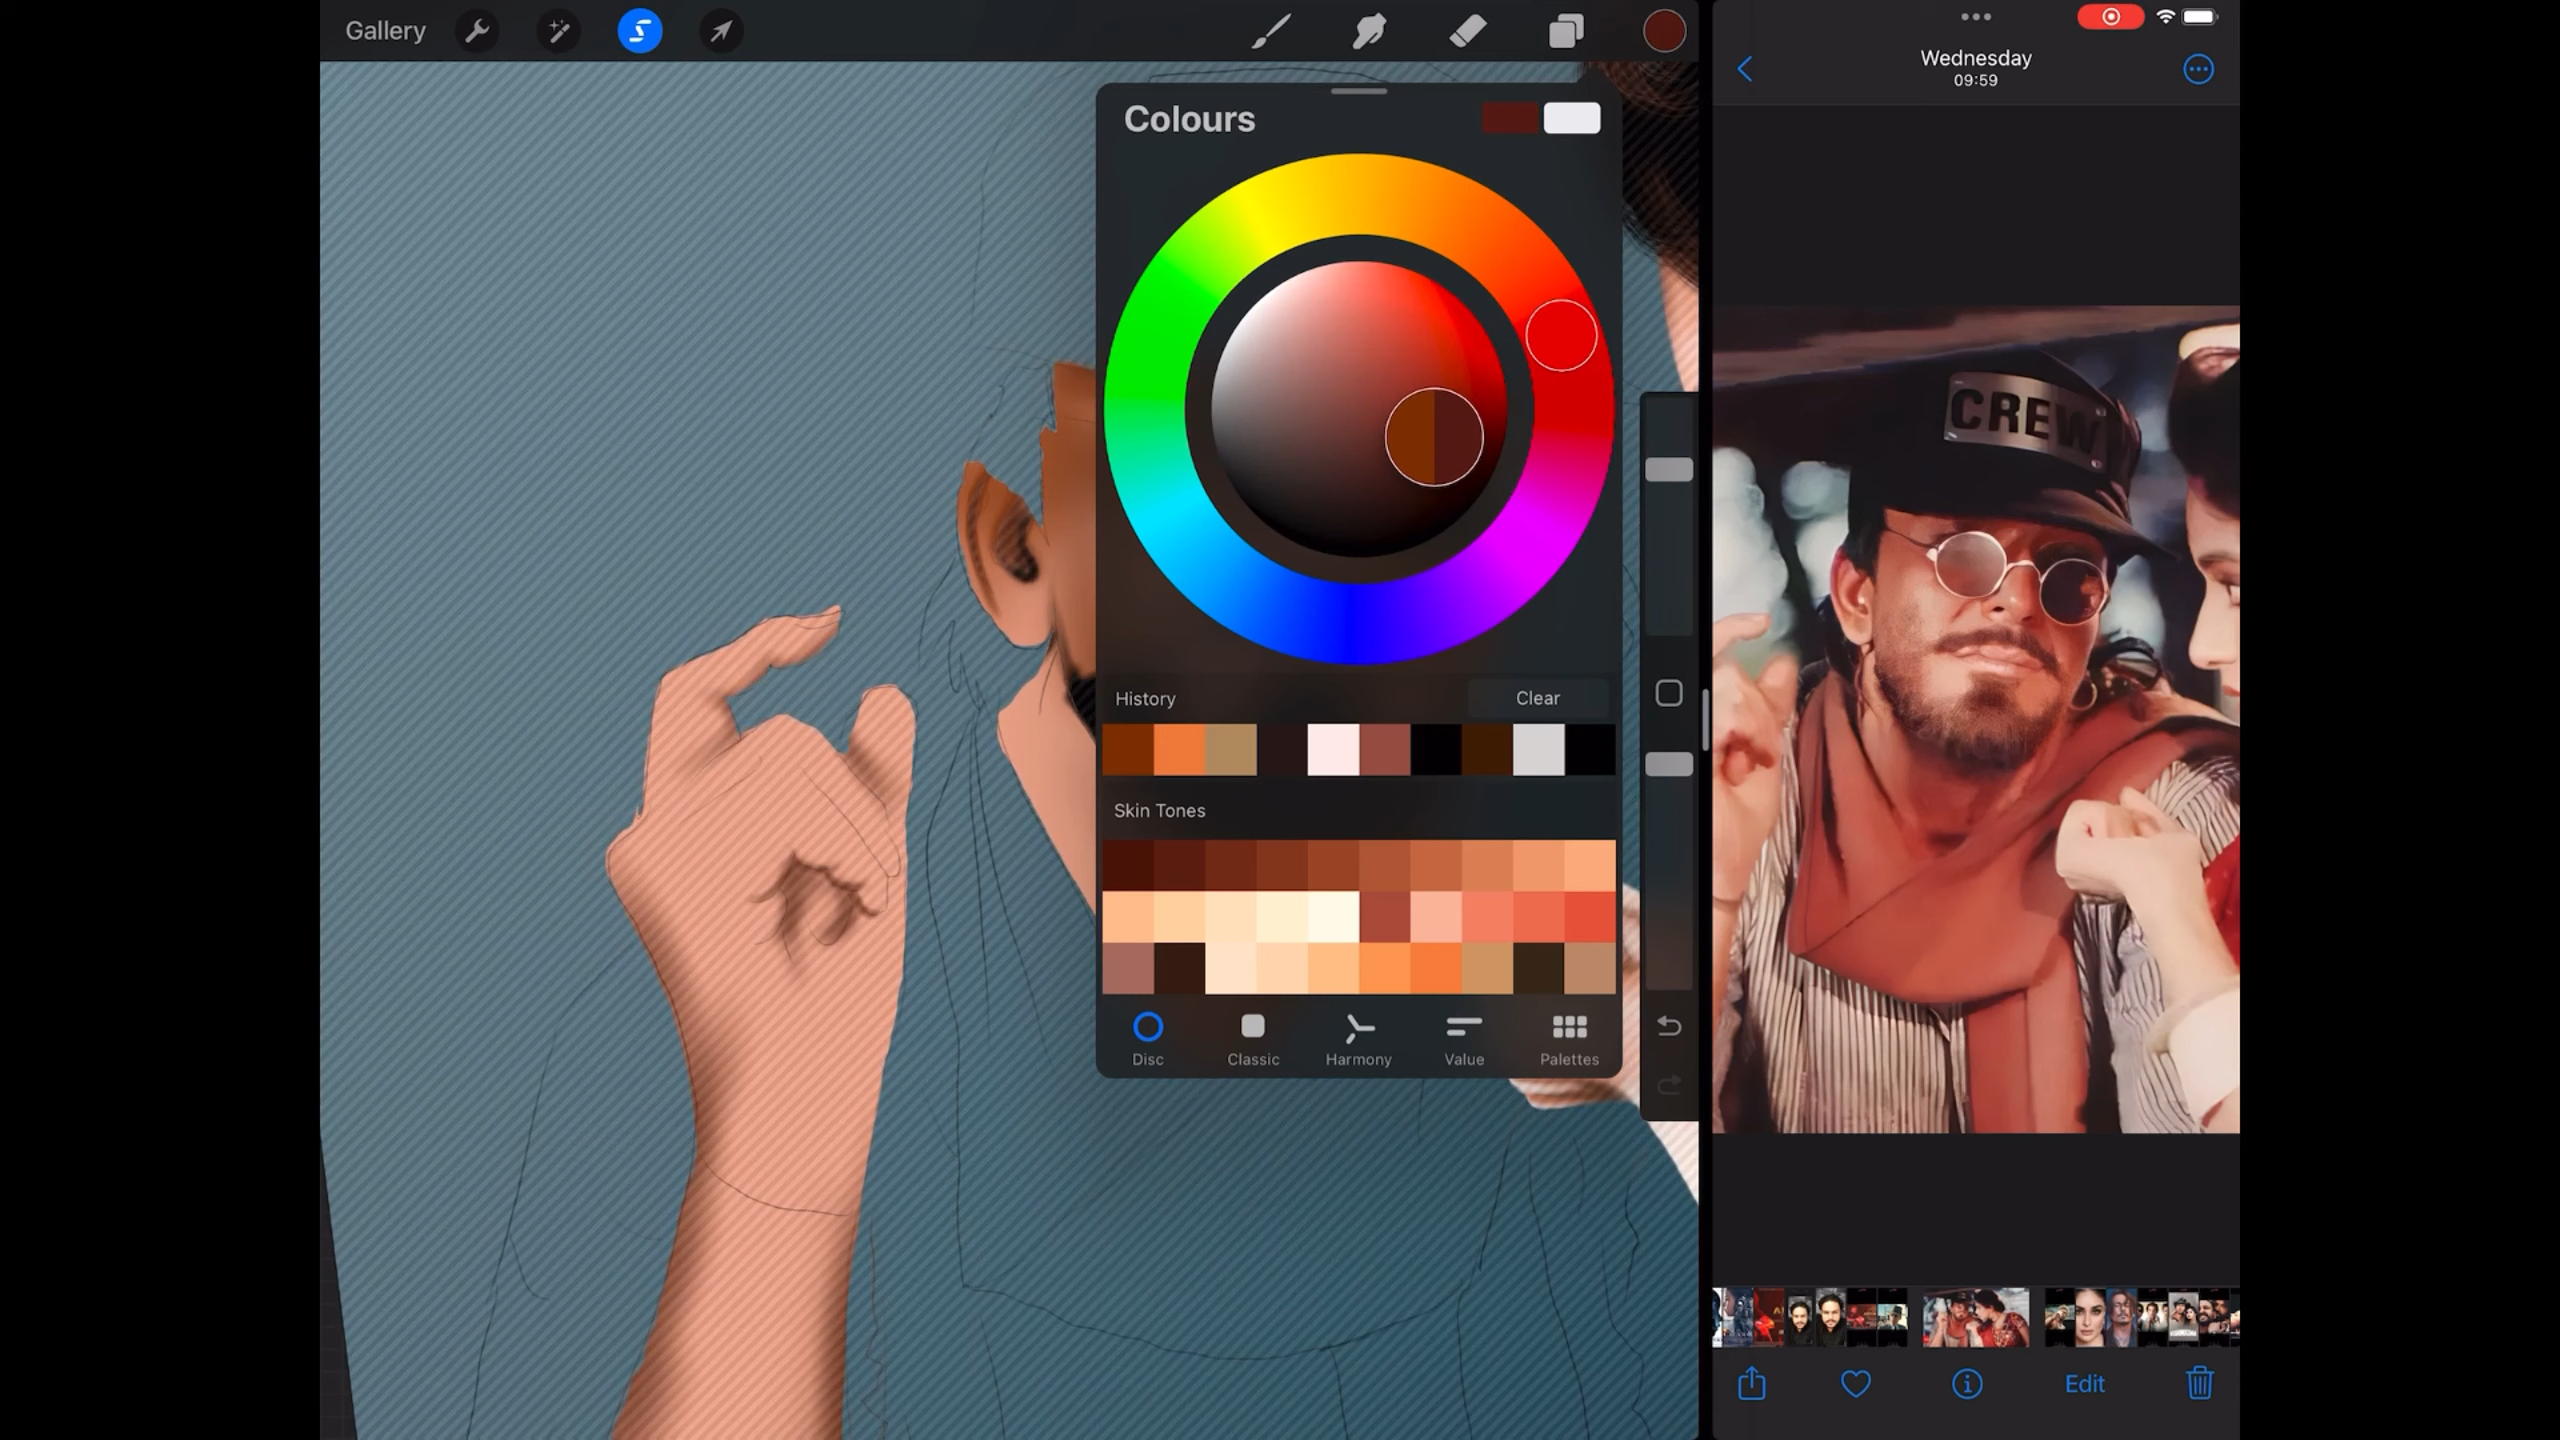 Gallery
Colours
History
Clear
Skin Tones
Disc
Classic
Harmony
Value
Palettes
Wednesday
09:59
CREW
Edit